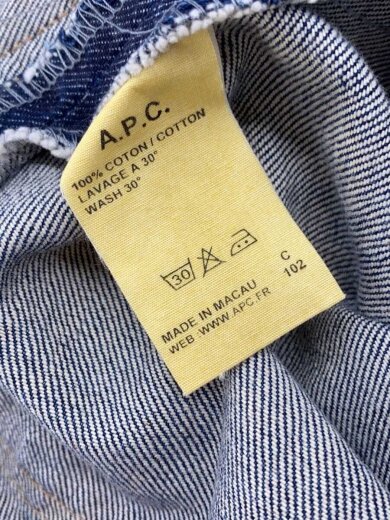 A.P.C.
100% COTON / COTTON
LAVAGE A 30°
WASH 30°
30
C
102
MADE IN MACAU
WEB : WWW.APC.FR